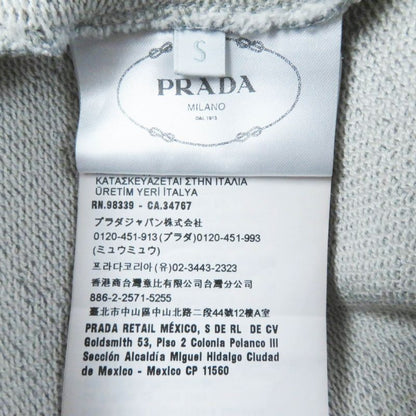 S
PRADA
MILANO
DAL 1913
ΚΑΤΑΣΚΕΥΑΖΕΤΑΙ ΣΤΗΝ ΙΤΑΛΙΑ
ÜRETİM YERİ İTALYA
RN.98339 - CA.34767
プラダジャパン株式会社
0120-451-913 (プラダ)0120-451-993
(ミュウミュウ)
프라다코리아 (유) 02-3443-2323
香港商台灣意比有限公司台灣分公司
886-2-2571-5255
臺北市中山區中山北路二段44號12樓A室
PRADA RETAIL MÉXICO, S DE RL DE CV
Goldsmith 53, Piso 2 Colonia Polanco III
Sección Alcaldía Miguel Hidalgo Ciudad
de Mexico - Mexico CP 11560